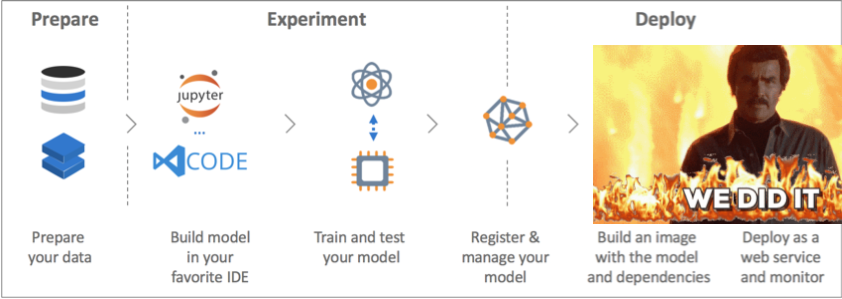 Prepare
Experiment
Deploy
jupyter
...
CODE
WE DID IT
Prepare
your data
Build model
in your
favorite IDE
Train and test
your model
Register &
manage your
model
Build an image
with the model
and dependencies
Deploy as a
web service
and monitor